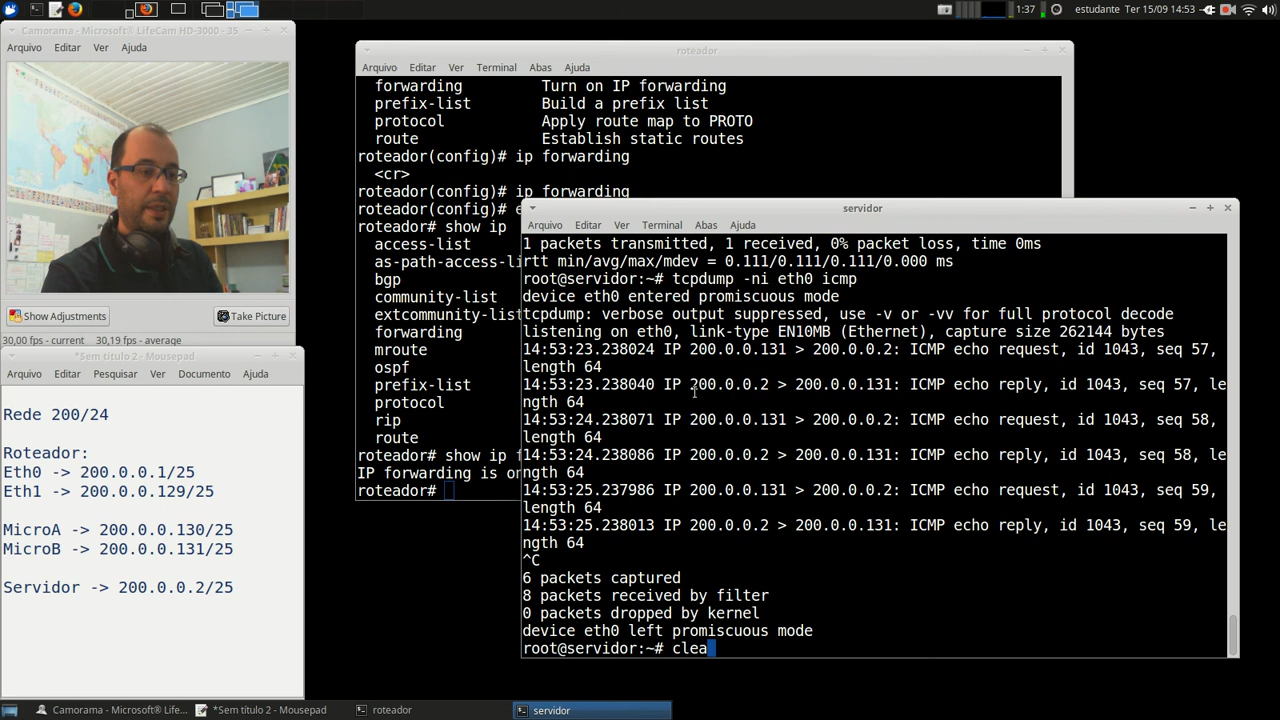 1:37
estudante
Ter 15/09 14:53
Camorama - Microsoft® LifeCam HD-3000 - 35
Arquivo Editar Ver Ajuda
Show Adjustments
Take Picture
30,00 fps - current 30,19 fps - average
*Sem título 2 - Mousepad
Arquivo Editar Pesquisar Ver Documento Ajuda
Rede 200/24
Roteador:
Eth0 -> 200.0.0.1/25
Eth1 -> 200.0.0.129/25
MicroA -> 200.0.0.130/25
MicroB -> 200.0.0.131/25
Servidor -> 200.0.0.2/25
roteador
Arquivo Editar Ver Terminal Abas Ajuda
forwarding Turn on IP forwarding
prefix-list Build a prefix list
protocol Apply route map to PROTO
route Establish static routes
roteador(config)# ip forwarding
<cr>
roteador(config)# ip forwarding
roteador(config)# e
roteador# show ip
access-list
as-path-access-li
bgp
community-list
extcommunity-list
forwarding
mroute
ospf
prefix-list
protocol
rip
route
roteador# show ip f
IP forwarding is on
roteador#
servidor
Arquivo Editar Ver Terminal Abas Ajuda
1 packets transmitted, 1 received, 0% packet loss, time 0ms
rtt min/avg/max/mdev = 0.111/0.111/0.111/0.000 ms
root@servidor:~# tcpdump -ni eth0 icmp
device eth0 entered promiscuous mode
tcpdump: verbose output suppressed, use -v or -vv for full protocol decode
listening on eth0, link-type EN10MB (Ethernet), capture size 262144 bytes
14:53:23.238024 IP 200.0.0.131 > 200.0.0.2: ICMP echo request, id 1043, seq 57,
length 64
14:53:23.238040 IP 200.0.0.2 > 200.0.0.131: ICMP echo reply, id 1043, seq 57, le
ngth 64
14:53:24.238071 IP 200.0.0.131 > 200.0.0.2: ICMP echo request, id 1043, seq 58,
length 64
14:53:24.238086 IP 200.0.0.2 > 200.0.0.131: ICMP echo reply, id 1043, seq 58, le
ngth 64
14:53:25.237986 IP 200.0.0.131 > 200.0.0.2: ICMP echo request, id 1043, seq 59,
length 64
14:53:25.238013 IP 200.0.0.2 > 200.0.0.131: ICMP echo reply, id 1043, seq 59, le
ngth 64
^C
6 packets captured
8 packets received by filter
0 packets dropped by kernel
device eth0 left promiscuous mode
root@servidor:~# clea
Camorama - Microsoft® LifeC...
*Sem título 2 - Mousepad
roteador
servidor